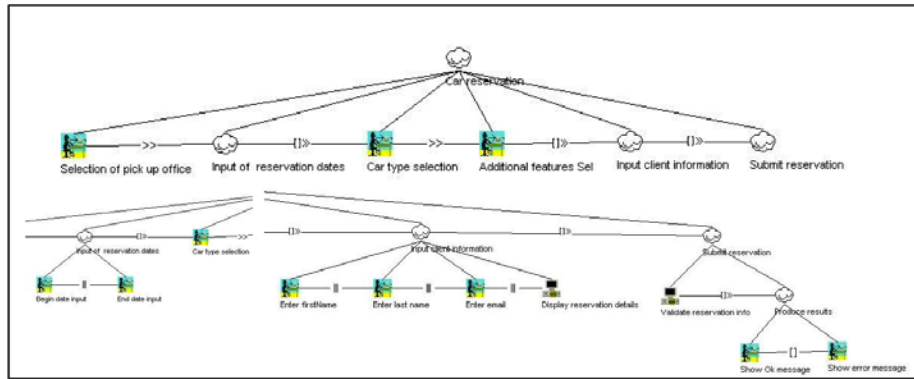 Car reservation
>> []>> []>> >> []>> []>>
Selection of pick up office Input of reservation dates Car type selection Additional features Sel Input client information Submit reservation
[]>> >> []>> []>>
Input of reservation dates Car type selection Input client information Submit reservation
||| ||| ||| ||| []>>
Begin date input End date input Enter firstName Enter last name Enter email Display reservation details Validate reservation info Produce results
[]
Show Ok message Show error message